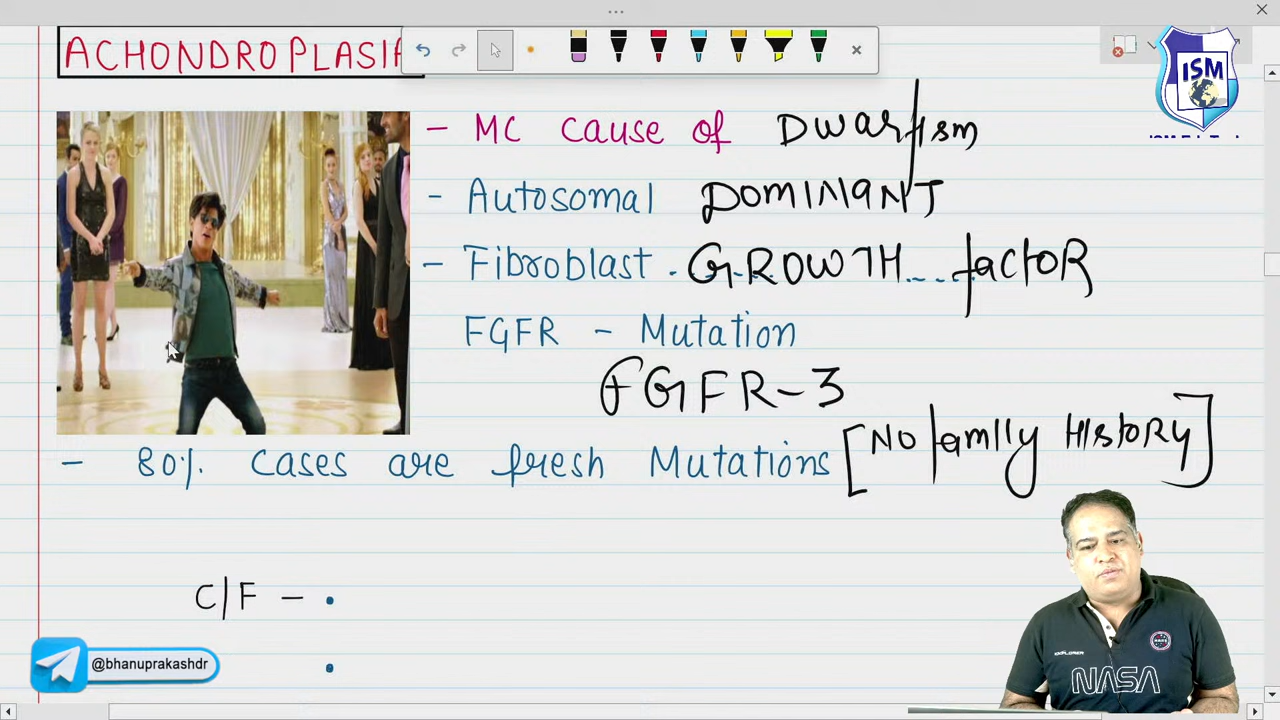 ACHONDROPLASIA
ISM
- MC cause of Dwarfism
- Autosomal DOMINANT
- Fibroblast GROWTH factor
FGFR - Mutation
FGFR-3
- 80% cases are fresh Mutations [No family History]
C/F - •
•
@bhanuprakashdr
EXPLORER
NASA